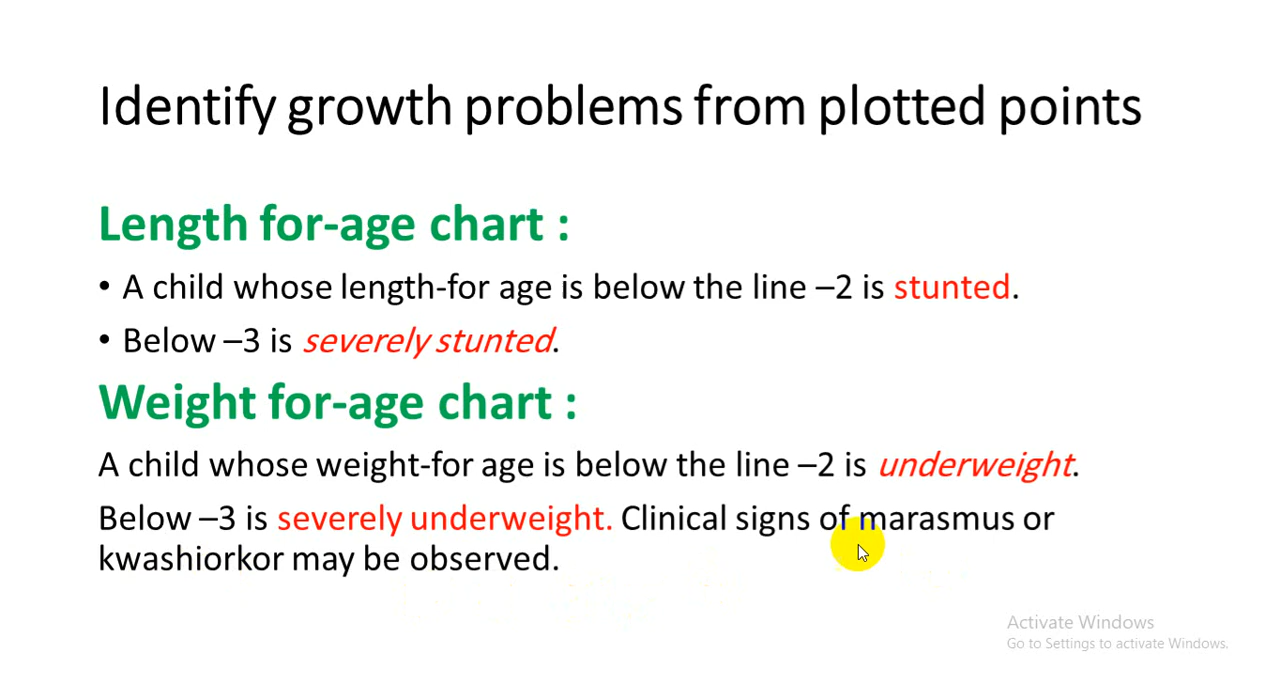 Identify growth problems from plotted points
Length for-age chart :
• A child whose length-for age is below the line –2 is stunted.
• Below –3 is severely stunted.
Weight for-age chart :
A child whose weight-for age is below the line –2 is underweight.
Below –3 is severely underweight. Clinical signs of marasmus or
kwashiorkor may be observed.
Activate Windows
Go to Settings to activate Windows.